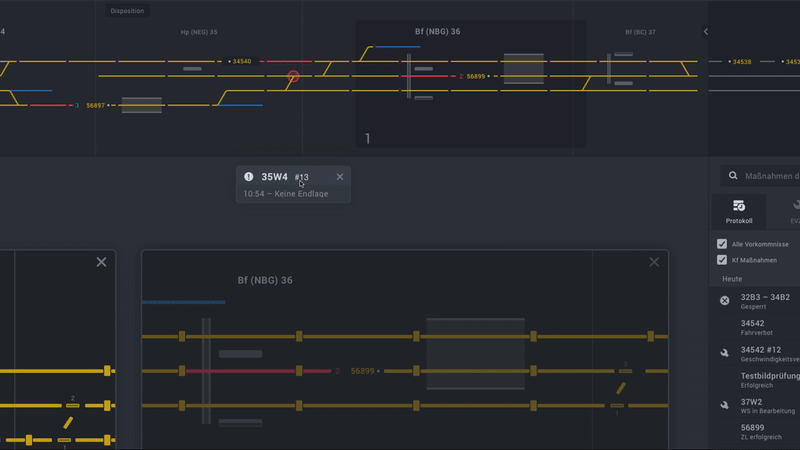 Disposition
4
Hp (NBG) 35
Bf (NBG) 36
Bf (BC) 37
34540
34538
2 56899
3 56897
1
35W4 #13
10:54 – Keine Endlage
Maßnahmen d
Protokoll
EV
Alle Vorkommnisse
Kf Maßnahmen
Heute
32B3 – 34B2
Gesperrt
34542
Fahrverbot
34542 #12
Geschwindigkeitsve
Testbildprüfung
Erfolgreich
37W2
WS in Bearbeitung
56899
ZL erfolgreich
Bf (NBG) 36
2 56899
3
1
2
1